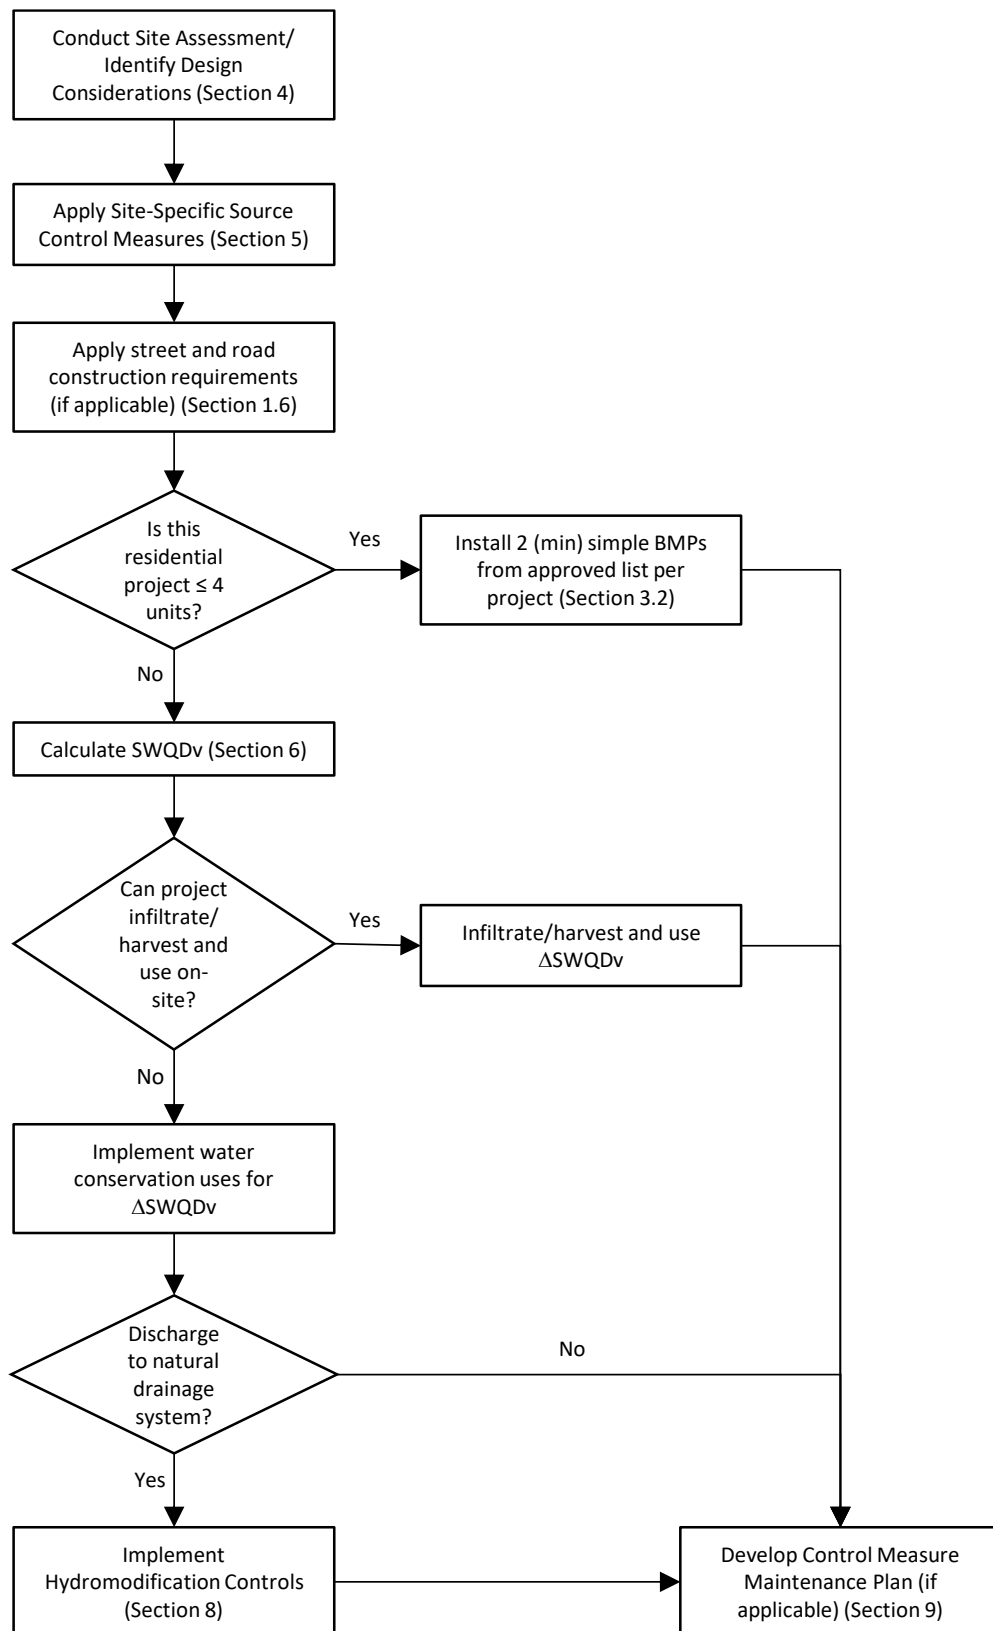 Conduct Site Assessment/
Identify Design
Considerations (Section 4)
Apply Site-Specific Source
Control Measures (Section 5)
Apply street and road
construction requirements
(if applicable) (Section 1.6)
Is this
residential
project ≤ 4
units?
Yes
Install 2 (min) simple BMPs
from approved list per
project (Section 3.2)
No
Calculate SWQDv (Section 6)
Can project
infiltrate/
harvest and
use on-
site?
Yes
Infiltrate/harvest and use
ΔSWQDv
No
Implement water
conservation uses for
ΔSWQDv
Discharge
to natural
drainage
system?
No
Yes
Implement
Hydromodification Controls
(Section 8)
Develop Control Measure
Maintenance Plan (if
applicable) (Section 9)